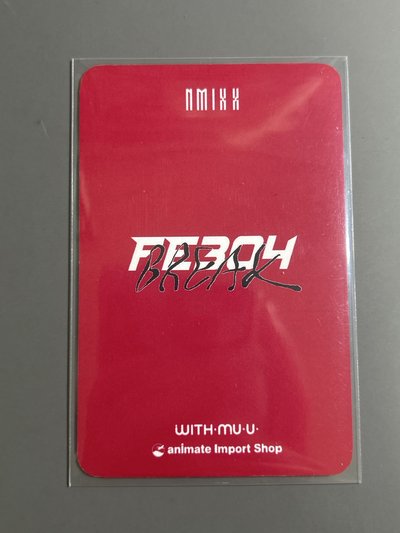 NMIXX
FE3O4
BREAK
WITH·MU·U·
animate Import Shop